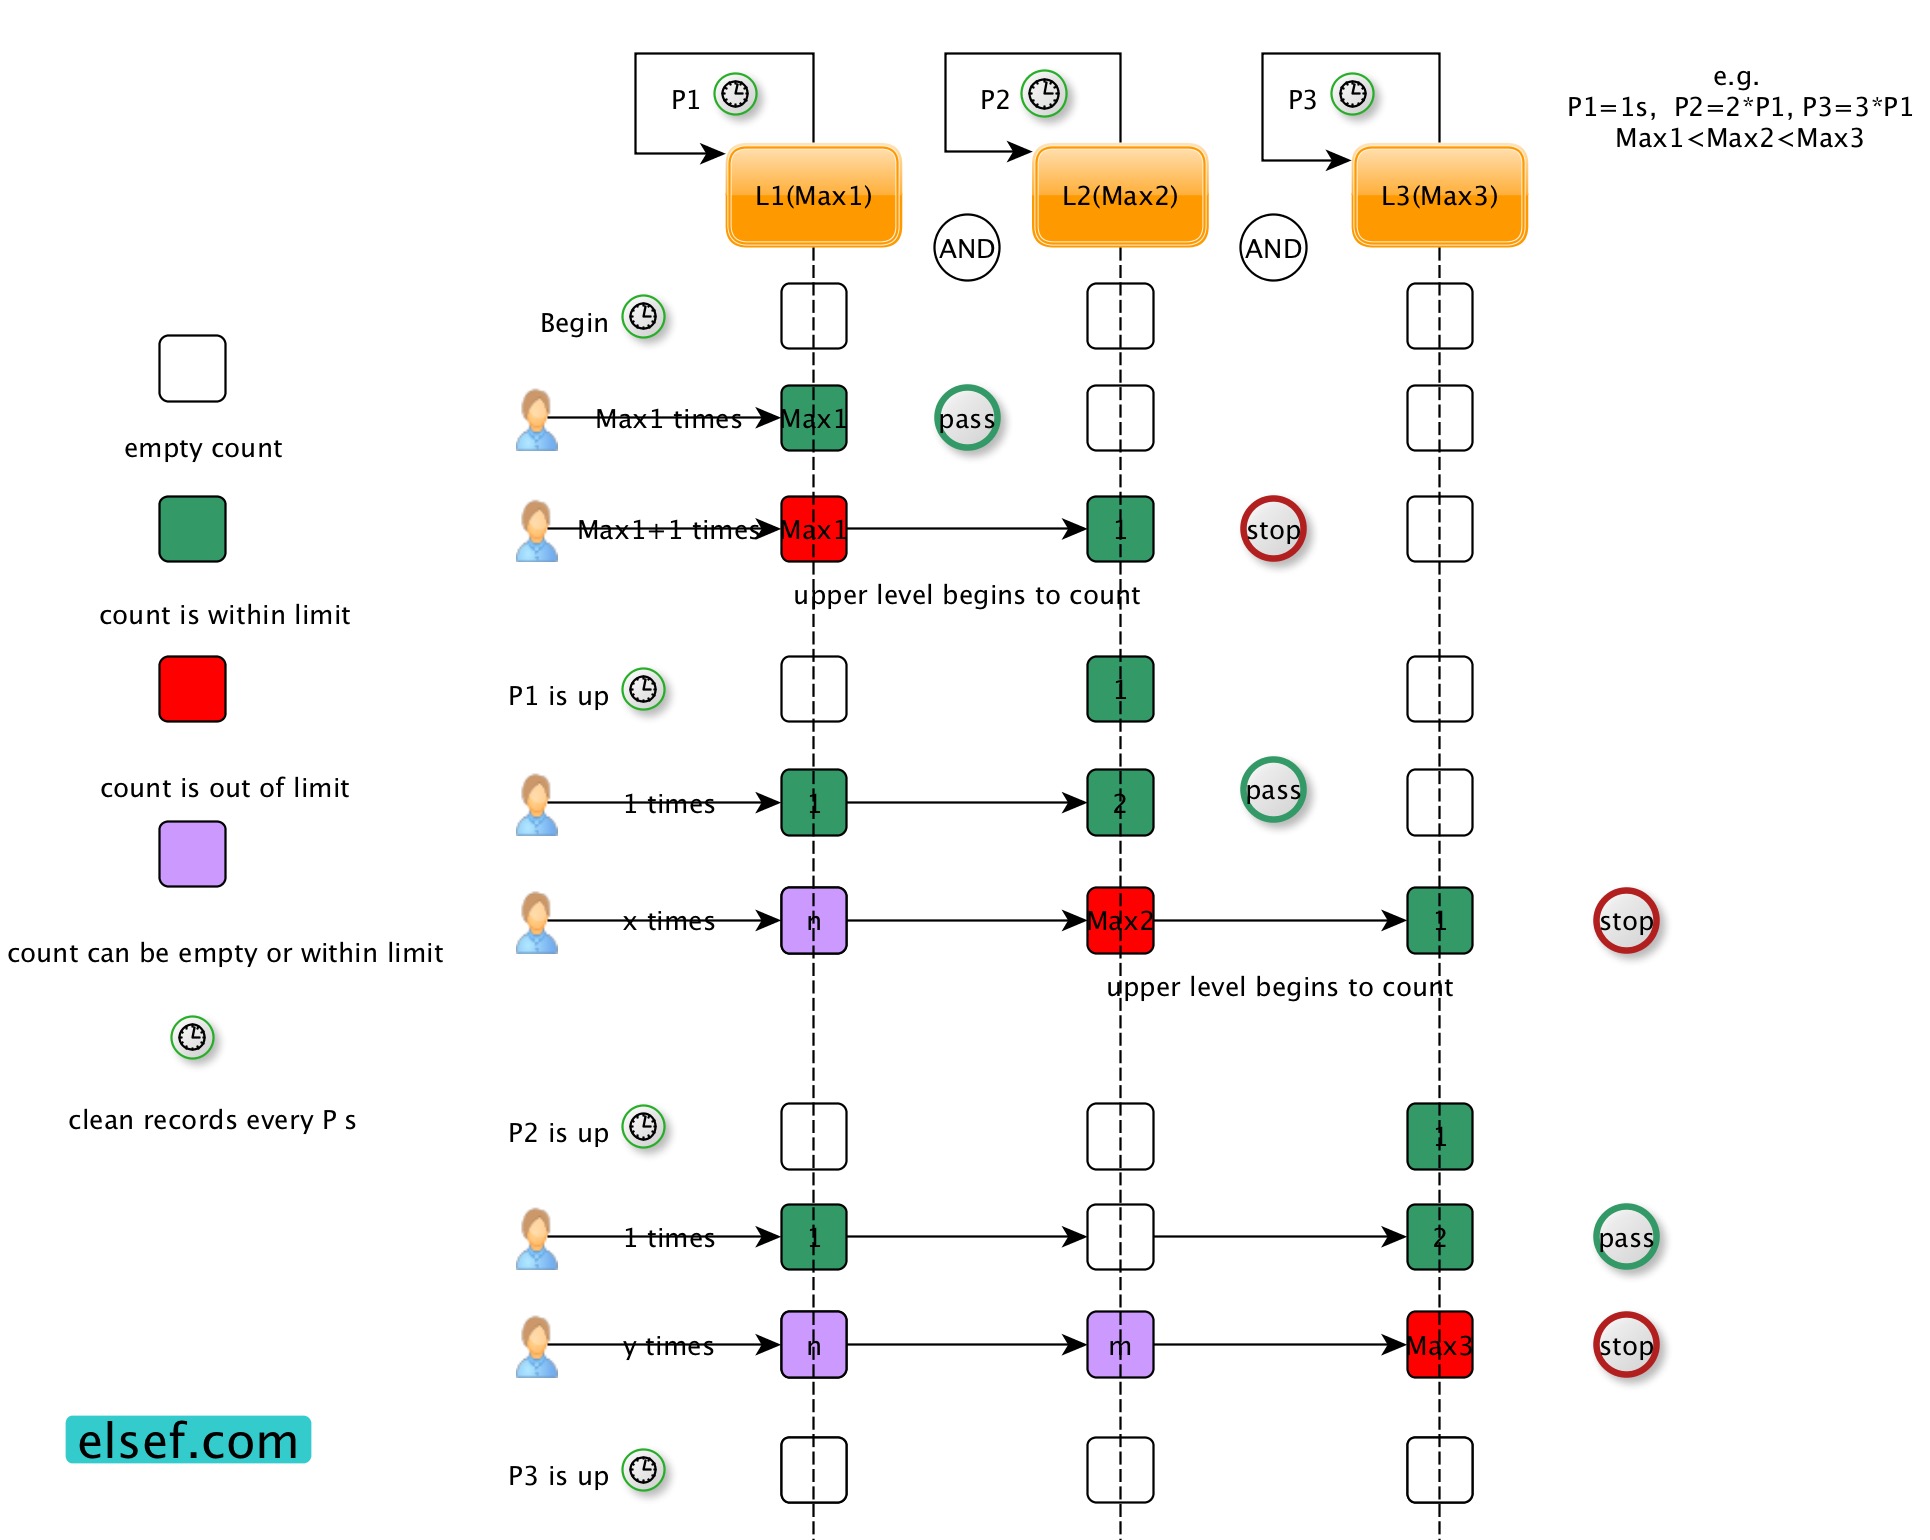 P1
P2
P3
e.g.
P1=1s, P2=2*P1, P3=3*P1
Max1<Max2<Max3
L1(Max1)
L2(Max2)
L3(Max3)
AND
AND
Begin
empty count
Max1 times
Max1
pass
count is within limit
Max1+1 times
Max1
1
stop
upper level begins to count
P1 is up
1
count is out of limit
1 times
1
2
pass
x times
n
Max2
1
stop
count can be empty or within limit
upper level begins to count
clean records every P s
P2 is up
1
1 times
1
2
pass
y times
n
m
Max3
stop
elsef.com
P3 is up